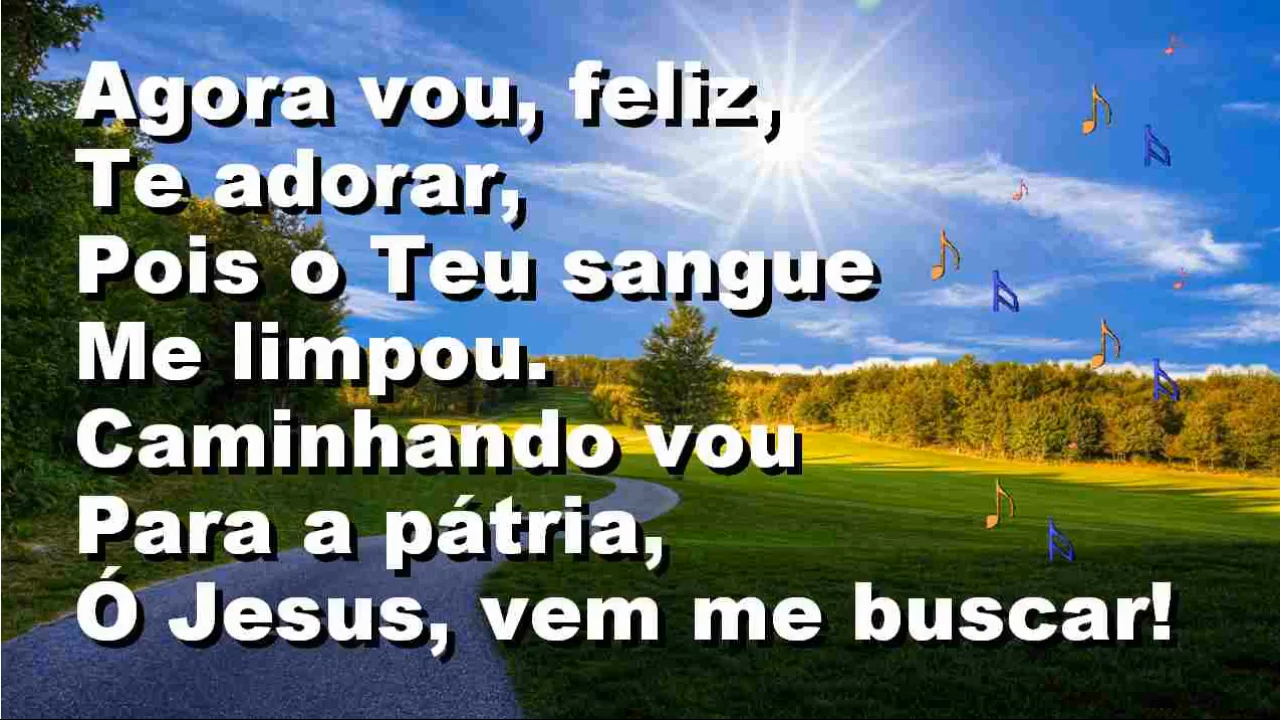 Agora vou, feliz,
Te adorar,
Pois o Teu sangue
Me limpou.
Caminhando vou
Para a pátria,
Ó Jesus, vem me buscar!